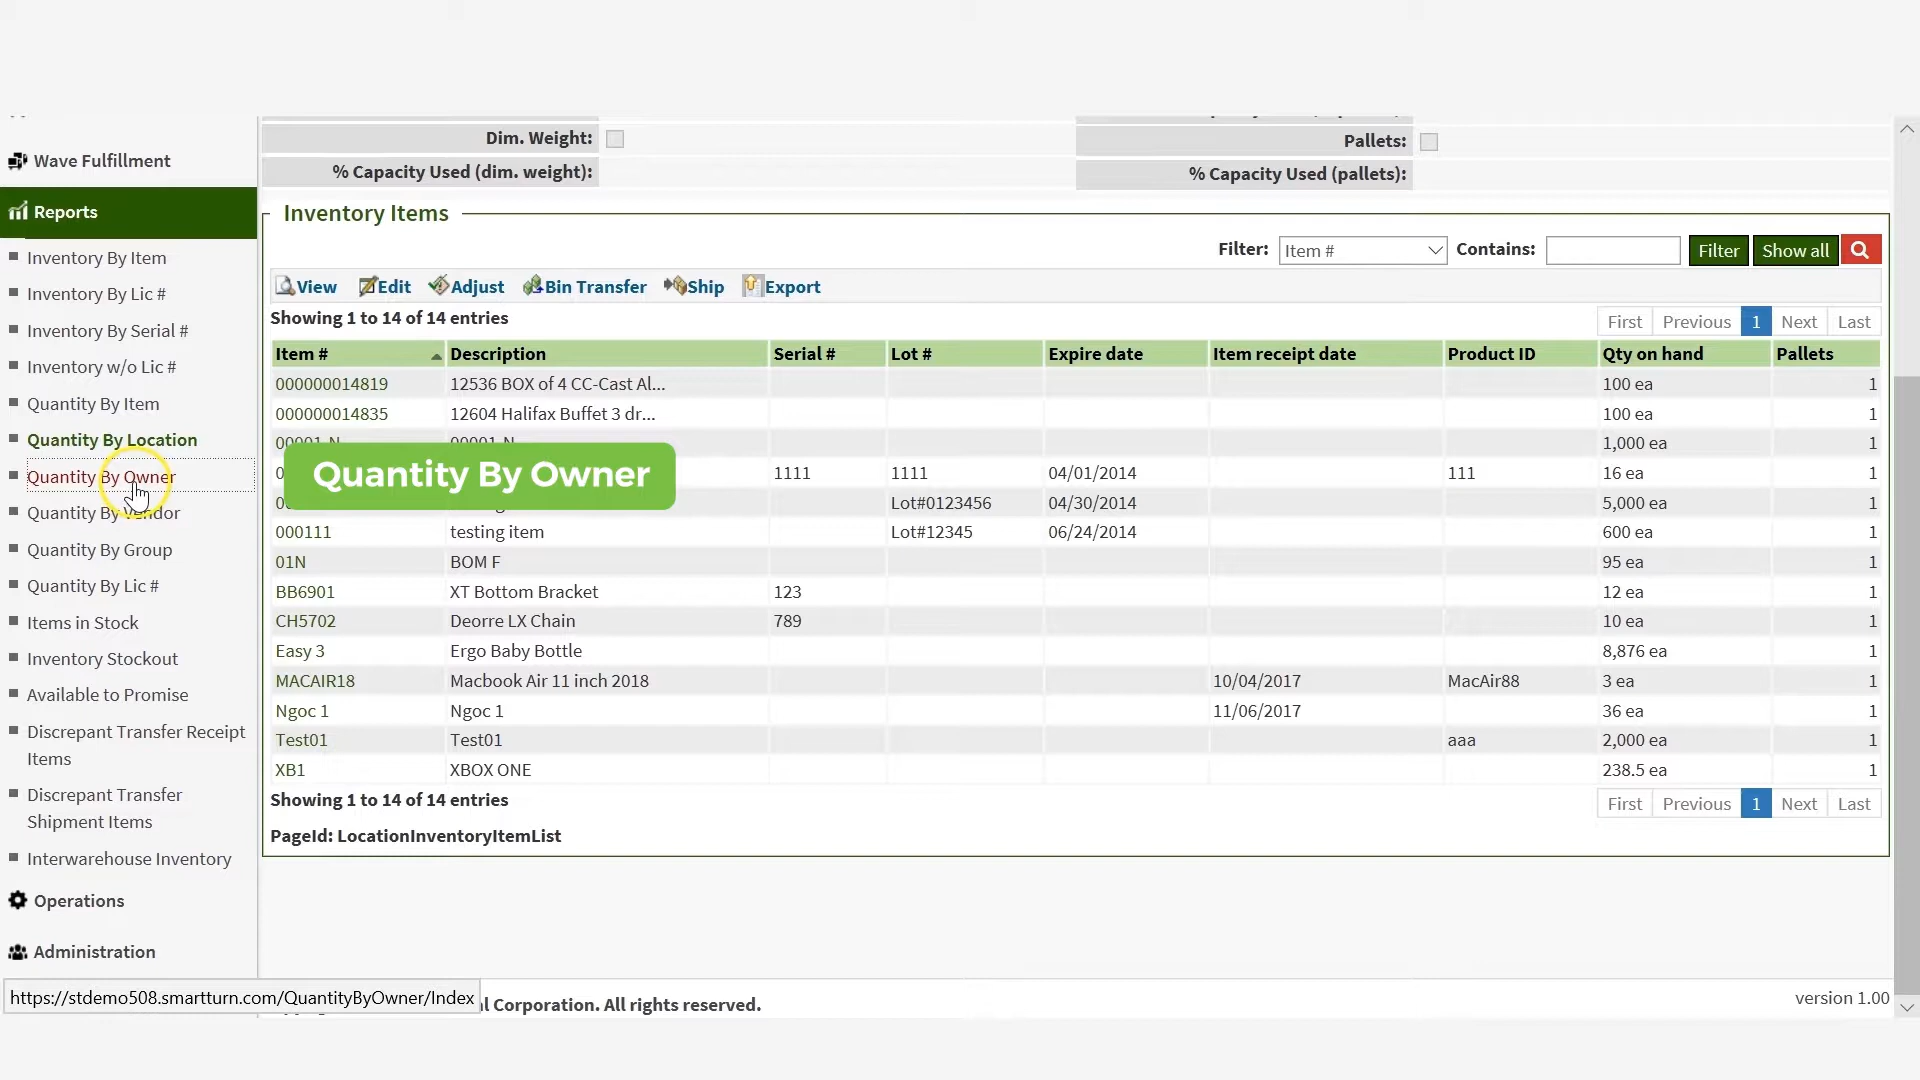 Dim. Weight:
Pallets:
% Capacity Used (dim. weight):
% Capacity Used (pallets):
Wave Fulfillment
Reports
Inventory By Item
Inventory By Lic #
Inventory By Serial #
Inventory w/o Lic #
Quantity By Item
Quantity By Location
Quantity By Owner
Quantity By Vendor
Quantity By Group
Quantity By Lic #
Items in Stock
Inventory Stockout
Available to Promise
Discrepant Transfer Receipt
Items
Discrepant Transfer
Shipment Items
Interwarehouse Inventory
Operations
Administration
Inventory Items
Filter: Item # Contains: Filter Show all
View Edit Adjust Bin Transfer Ship Export
Showing 1 to 14 of 14 entries
First Previous 1 Next Last
Item # Description Serial # Lot # Expire date Item receipt date Product ID Qty on hand Pallets
000000014819 12536 BOX of 4 CC-Cast Al... 100 ea 1
000000014835 12604 Halifax Buffet 3 dr... 100 ea 1
00001-N 00001-N 1,000 ea 1
1111 1111 04/01/2014 111 16 ea 1
Quantity By Owner
Lot#0123456 04/30/2014 5,000 ea 1
000111 testing item Lot#12345 06/24/2014 600 ea 1
01N BOM F 95 ea 1
BB6901 XT Bottom Bracket 123 12 ea 1
CH5702 Deorre LX Chain 789 10 ea 1
Easy 3 Ergo Baby Bottle 8,876 ea 1
MACAIR18 Macbook Air 11 inch 2018 10/04/2017 MacAir88 3 ea 1
Ngoc 1 Ngoc 1 11/06/2017 36 ea 1
Test01 Test01 aaa 2,000 ea 1
XB1 XBOX ONE 238.5 ea 1
Showing 1 to 14 of 14 entries
First Previous 1 Next Last
PageId: LocationInventoryItemList
https://stdemo508.smartturn.com/QuantityByOwner/Index
Corporation. All rights reserved.
version 1.00